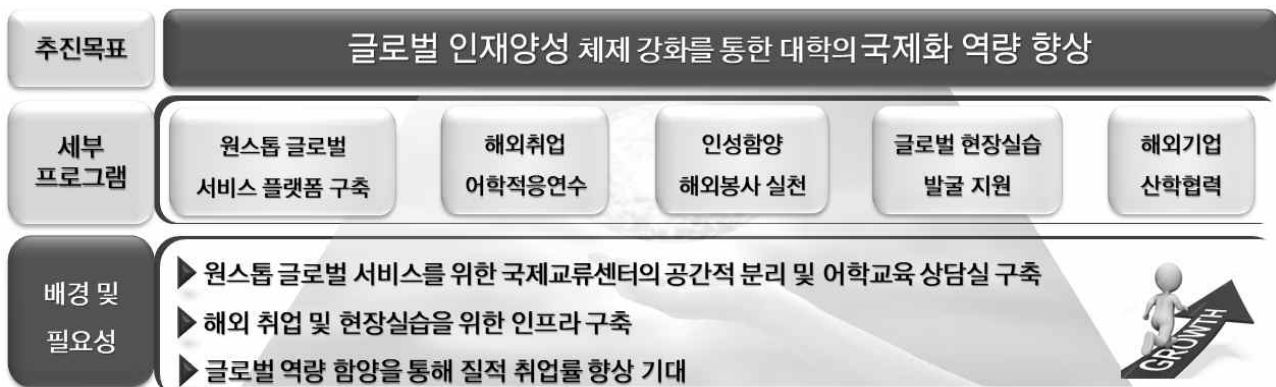 추진목표
글로벌 인재양성 체제 강화를 통한 대학의 국제화 역량 향상
세부
프로그램
원스톱 글로벌
서비스 플랫폼 구축
해외취업
어학적응연수
인성함양
해외봉사 실천
글로벌 현장실습
발굴 지원
해외기업
산학협력
배경 및
필요성
원스톱 글로벌 서비스를 위한 국제교류센터의 공간적 분리 및 어학교육 상담실 구축
해외 취업 및 현장실습을 위한 인프라 구축
글로벌 역량 함양을 통해 질적 취업률 향상 기대
GROWTH